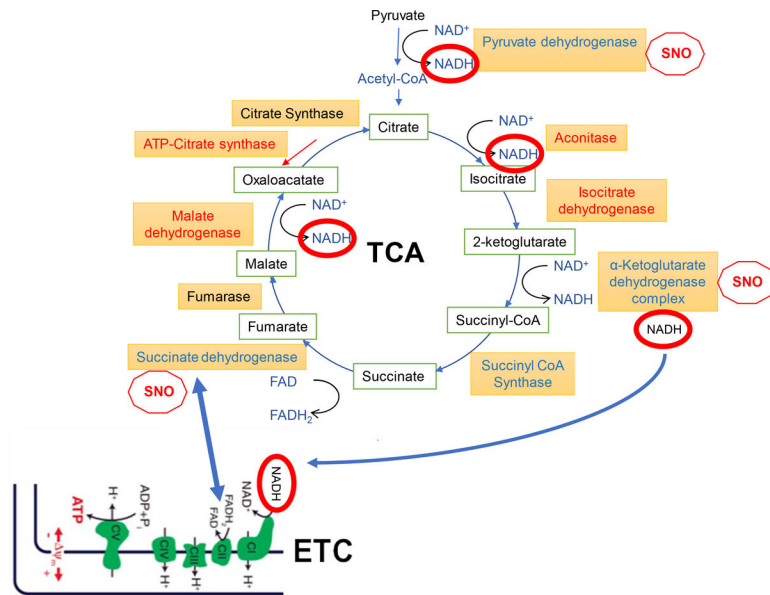 Pyruvate
NAD⁺
Pyruvate dehydrogenase
SNO
NADH
Acetyl-CoA
Citrate Synthase
Citrate
NAD⁺
ATP-Citrate synthase
Aconitase
NADH
Oxaloacatate
Isocitrate
Isocitrate
dehydrogenase
NAD⁺
Malate
dehydrogenase
NADH
TCA
2-ketoglutarate
Malate
NAD⁺
α-Ketoglutarate
dehydrogenase
complex
SNO
Fumarase
NADH
Succinyl-CoA
Fumarate
NADH
Succinate dehydrogenase
Succinate
Succinyl CoA
Synthase
SNO
FAD
FADH₂
NADH
NAD⁺
FADH₂
FAD
ADP+Pᵢ
H⁺
ATP
CV
CIV
CIII
CII
CI
ETC
- Δψₘ +
H⁺
H⁺
H⁺